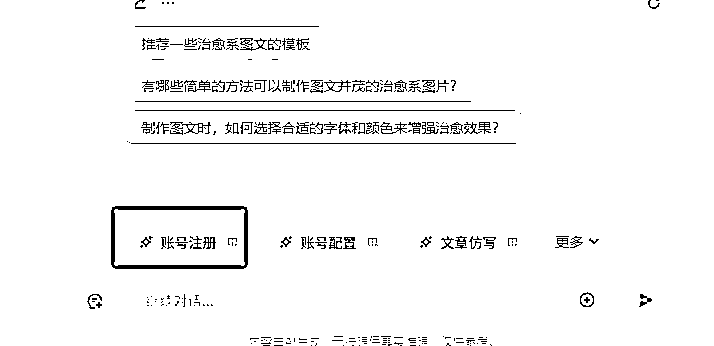 推荐一些治愈系图文的模板
有哪些简单的方法可以制作图文并茂的治愈系图片？
制作图文时，如何选择合适的字体和颜色来增强治愈效果？
账号注册 账号配置 文章仿写 更多
对话...